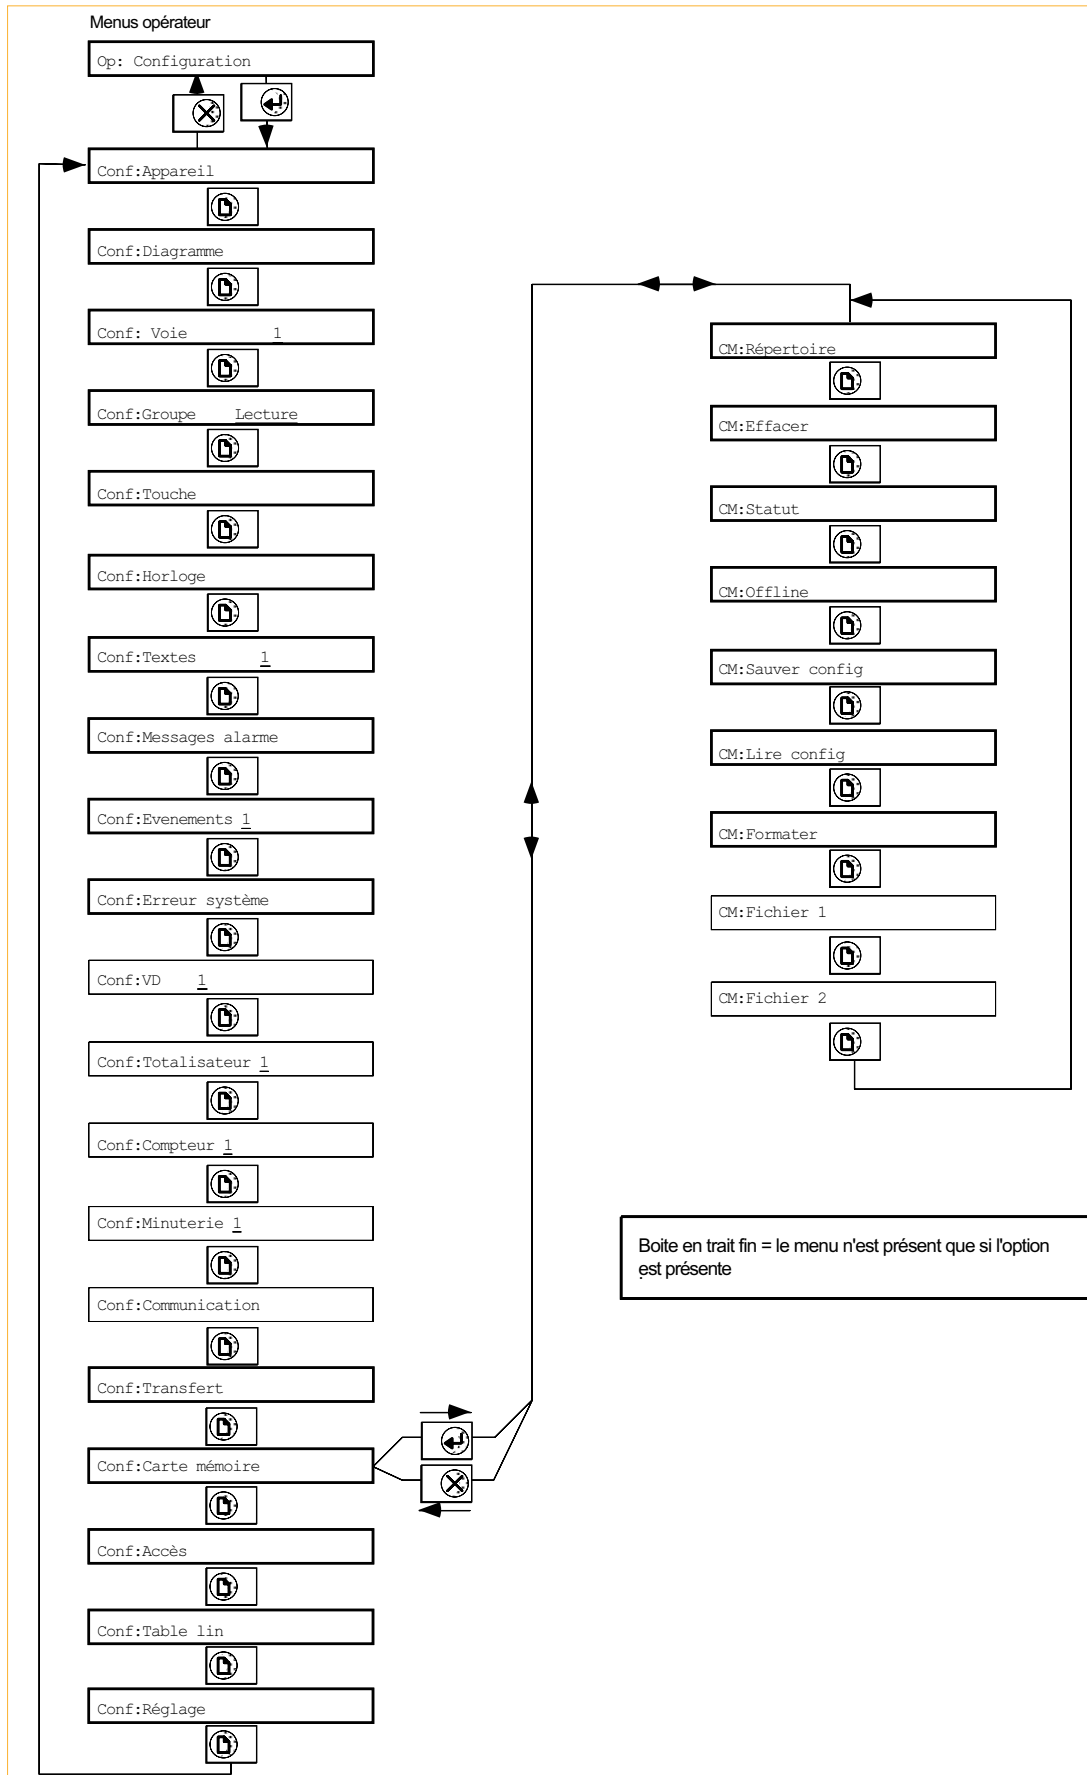 Menus opérateur
Op: Configuration
Conf:Appareil
Conf:Diagramme
Conf: Voie 1
Conf:Groupe Lecture
Conf:Touche
Conf:Horloge
Conf:Textes 1
Conf:Messages alarme
Conf:Evenements 1
Conf:Erreur système
Conf:VD 1
Conf:Totalisateur 1
Conf:Compteur 1
Conf:Minuterie 1
Conf:Communication
Conf:Transfert
Conf:Carte mémoire
Conf:Accès
Conf:Table lin
Conf:Réglage
CM:Répertoire
CM:Effacer
CM:Statut
CM:Offline
CM:Sauver config
CM:Lire config
CM:Formater
CM:Fichier 1
CM:Fichier 2
Boite en trait fin = le menu n'est présent que si l'option
est présente